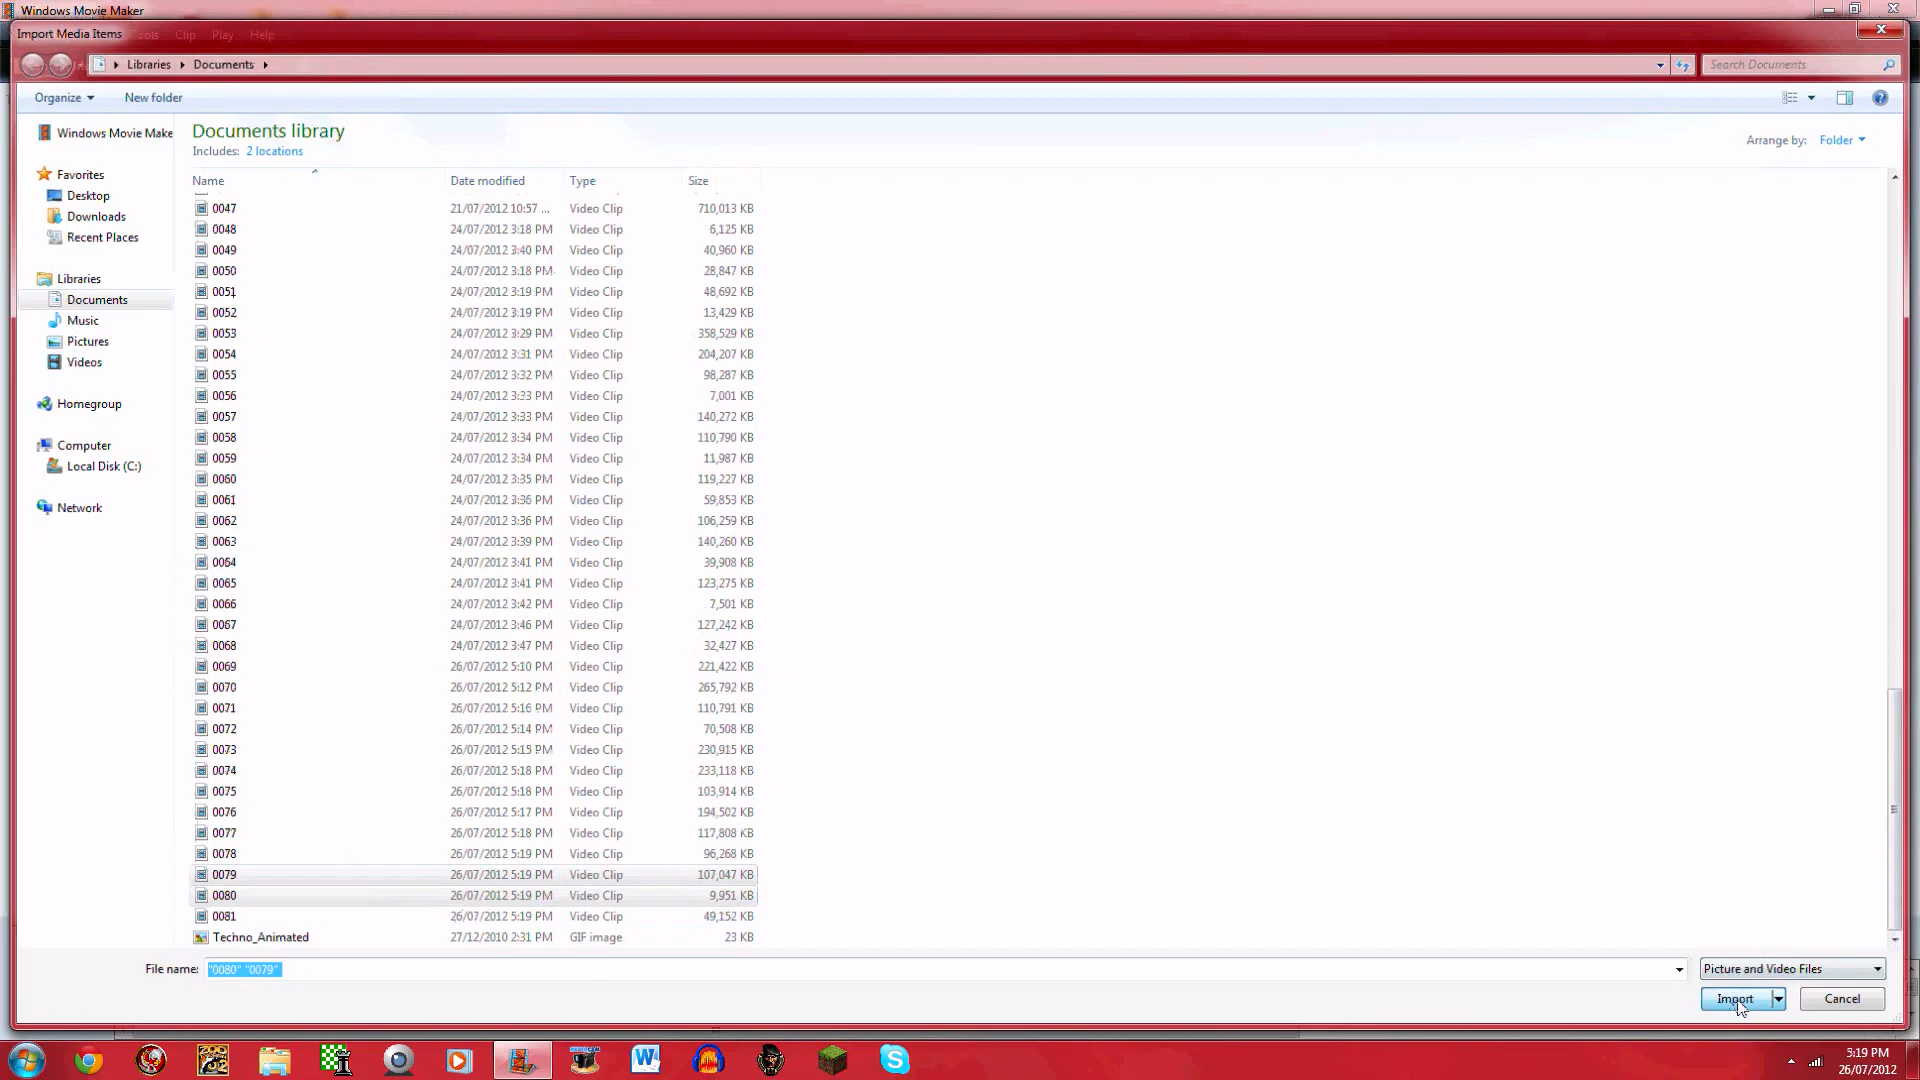 Windows Movie Maker
Import Media Items
Tools Clip Play Help
Libraries Documents
Search Documents
Organize New folder
Windows Movie Make
Documents library
Includes: 2 locations
Arrange by: Folder
Favorites
Desktop
Downloads
Recent Places
Libraries
Documents
Music
Pictures
Videos
Homegroup
Computer
Local Disk (C:)
Network
Name Date modified Type Size
0047 21/07/2012 10:57 ... Video Clip 710,013 KB
0048 24/07/2012 3:18 PM Video Clip 6,125 KB
0049 24/07/2012 3:40 PM Video Clip 40,960 KB
0050 24/07/2012 3:18 PM Video Clip 28,847 KB
0051 24/07/2012 3:19 PM Video Clip 48,692 KB
0052 24/07/2012 3:19 PM Video Clip 13,429 KB
0053 24/07/2012 3:29 PM Video Clip 358,529 KB
0054 24/07/2012 3:31 PM Video Clip 204,207 KB
0055 24/07/2012 3:32 PM Video Clip 98,287 KB
0056 24/07/2012 3:33 PM Video Clip 7,001 KB
0057 24/07/2012 3:33 PM Video Clip 140,272 KB
0058 24/07/2012 3:34 PM Video Clip 110,790 KB
0059 24/07/2012 3:34 PM Video Clip 11,987 KB
0060 24/07/2012 3:35 PM Video Clip 119,227 KB
0061 24/07/2012 3:36 PM Video Clip 59,853 KB
0062 24/07/2012 3:36 PM Video Clip 106,259 KB
0063 24/07/2012 3:39 PM Video Clip 140,260 KB
0064 24/07/2012 3:41 PM Video Clip 39,908 KB
0065 24/07/2012 3:41 PM Video Clip 123,275 KB
0066 24/07/2012 3:42 PM Video Clip 7,501 KB
0067 24/07/2012 3:46 PM Video Clip 127,242 KB
0068 24/07/2012 3:47 PM Video Clip 32,427 KB
0069 26/07/2012 5:10 PM Video Clip 221,422 KB
0070 26/07/2012 5:12 PM Video Clip 265,792 KB
0071 26/07/2012 5:16 PM Video Clip 110,791 KB
0072 26/07/2012 5:14 PM Video Clip 70,508 KB
0073 26/07/2012 5:15 PM Video Clip 230,915 KB
0074 26/07/2012 5:18 PM Video Clip 233,118 KB
0075 26/07/2012 5:18 PM Video Clip 103,914 KB
0076 26/07/2012 5:17 PM Video Clip 194,502 KB
0077 26/07/2012 5:18 PM Video Clip 117,808 KB
0078 26/07/2012 5:19 PM Video Clip 96,268 KB
0079 26/07/2012 5:19 PM Video Clip 107,047 KB
0080 26/07/2012 5:19 PM Video Clip 9,951 KB
0081 26/07/2012 5:19 PM Video Clip 49,152 KB
Techno_Animated 27/12/2010 2:31 PM GIF image 23 KB
File name: "0080" "0079"
Picture and Video Files
Import Cancel
5:19 PM
26/07/2012